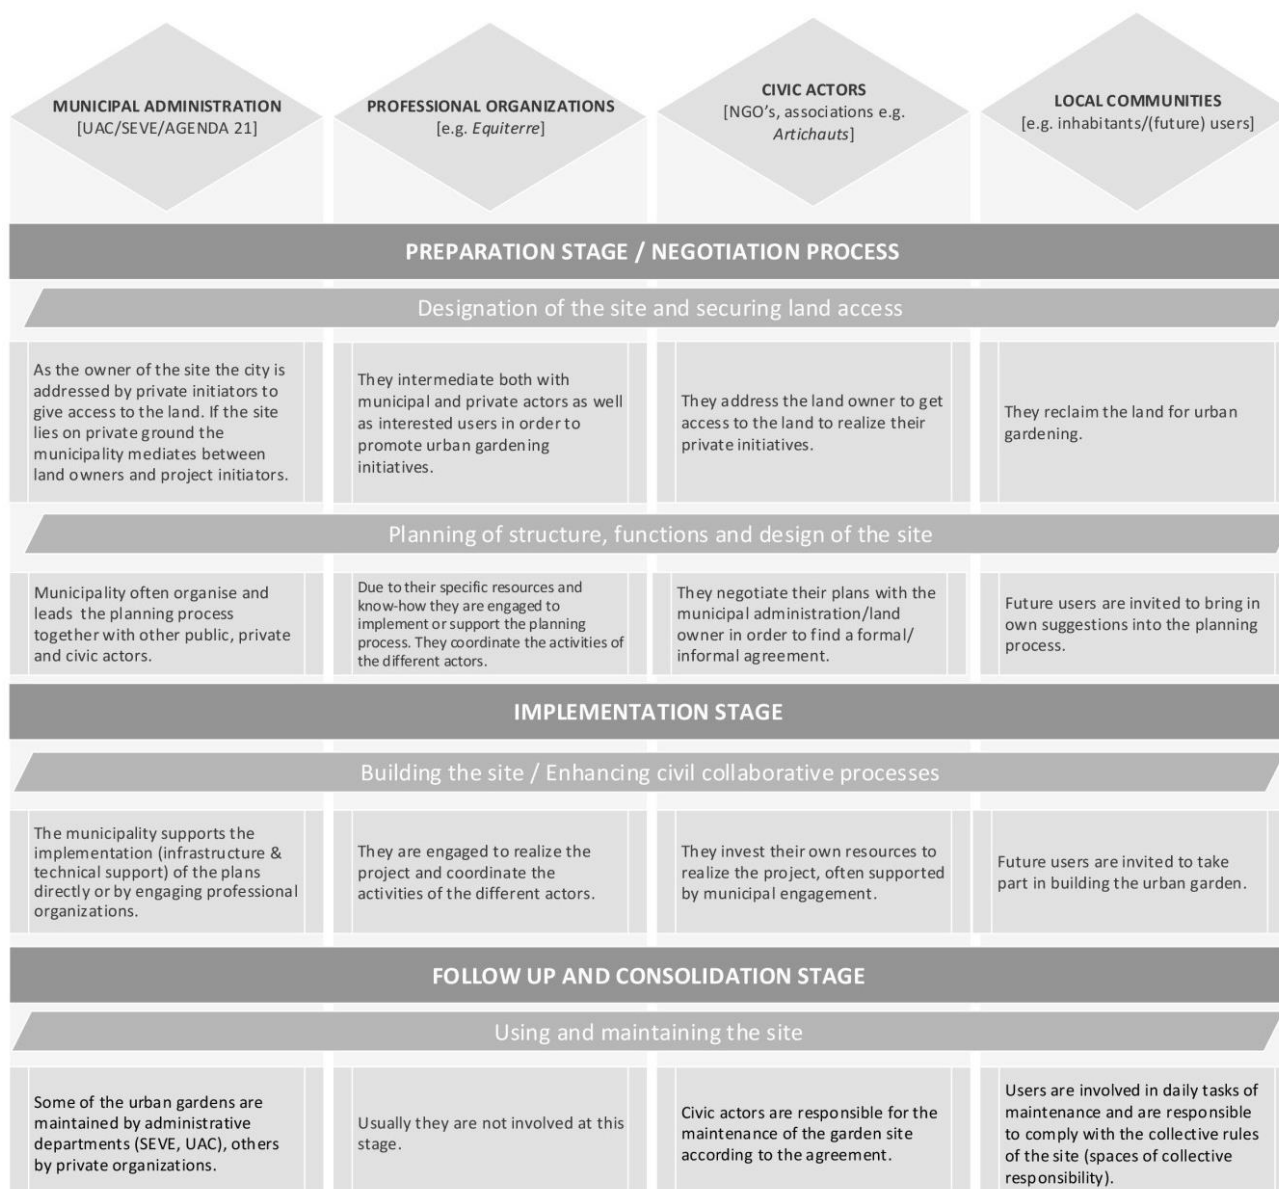 MUNICIPAL ADMINISTRATION
[UAC/SEVE/AGENDA 21]
PROFESSIONAL ORGANIZATIONS
[e.g. Equiterre]
CIVIC ACTORS
[NGO's, associations e.g.
Artichauts]
LOCAL COMMUNITIES
[e.g. inhabitants/(future) users]
PREPARATION STAGE / NEGOTIATION PROCESS
Designation of the site and securing land access
As the owner of the site the city is
addressed by private initiators to
give access to the land. If the site
lies on private ground the
municipality mediates between
land owners and project initiators.
They intermediate both with
municipal and private actors as well
as interested users in order to
promote urban gardening
initiatives.
They address the land owner to get
access to the land to realize their
private initiatives.
They reclaim the land for urban
gardening.
Planning of structure, functions and design of the site
Municipality often organise and
leads the planning process
together with other public, private
and civic actors.
Due to their specific resources and
know-how they are engaged to
implement or support the planning
process. They coordinate the activities of
the different actors.
They negotiate their plans with the
municipal administration/land
owner in order to find a formal/
informal agreement.
Future users are invited to bring in
own suggestions into the planning
process.
IMPLEMENTATION STAGE
Building the site / Enhancing civil collaborative processes
The municipality supports the
implementation (infrastructure &
technical support) of the plans
directly or by engaging professional
organizations.
They are engaged to realize the
project and coordinate the
activities of the different actors.
They invest their own resources to
realize the project, often supported
by municipal engagement.
Future users are invited to take
part in building the urban garden.
FOLLOW UP AND CONSOLIDATION STAGE
Using and maintaining the site
Some of the urban gardens are
maintained by administrative
departments (SEVE, UAC), others
by private organizations.
Usually they are not involved at this
stage.
Civic actors are responsible for the
maintenance of the garden site
according to the agreement.
Users are involved in daily tasks of
maintenance and are responsible
to comply with the collective rules
of the site (spaces of collective
responsibility).